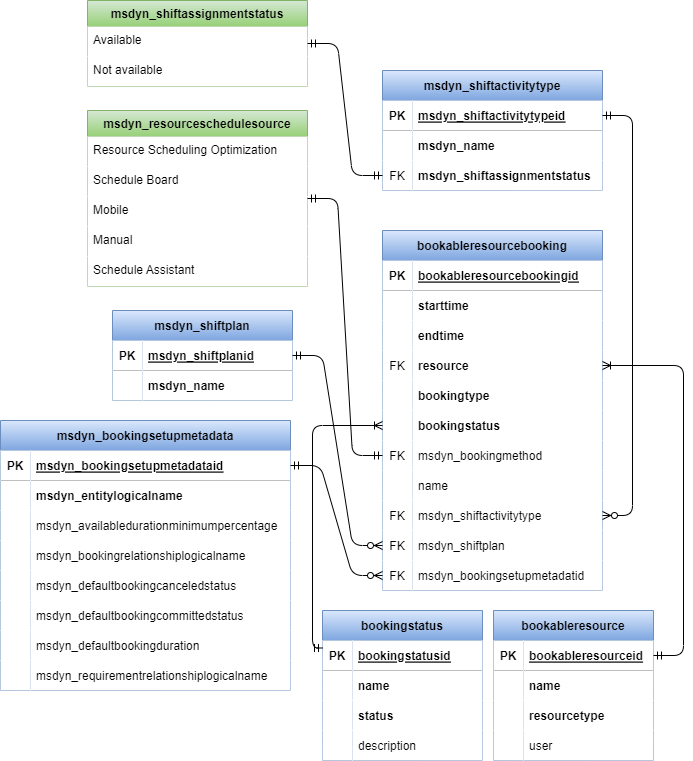 msdyn_shiftassignmentstatus
Available
Not available
msdyn_shiftactivitytype
PK msdyn_shiftactivitytypeid
msdyn_name
FK msdyn_shiftassignmentstatus
msdyn_resourceschedulesource
Resource Scheduling Optimization
Schedule Board
Mobile
Manual
Schedule Assistant
bookableresourcebooking
PK bookableresourcebookingid
starttime
endtime
FK resource
bookingtype
bookingstatus
FK msdyn_bookingmethod
name
FK msdyn_shiftactivitytype
FK msdyn_shiftplan
FK msdyn_bookingsetupmetadatid
msdyn_shiftplan
PK msdyn_shiftplanid
msdyn_name
msdyn_bookingsetupmetadata
PK msdyn_bookingsetupmetadataid
msdyn_entitylogicalname
msdyn_availabledurationminimumpercentage
msdyn_bookingrelationshiplogicalname
msdyn_defaultbookingcanceledstatus
msdyn_defaultbookingcommittedstatus
msdyn_defaultbookingduration
msdyn_requirementrelationshiplogicalname
bookingstatus
PK bookingstatusid
name
status
description
bookableresource
PK bookableresourceid
name
resourcetype
user